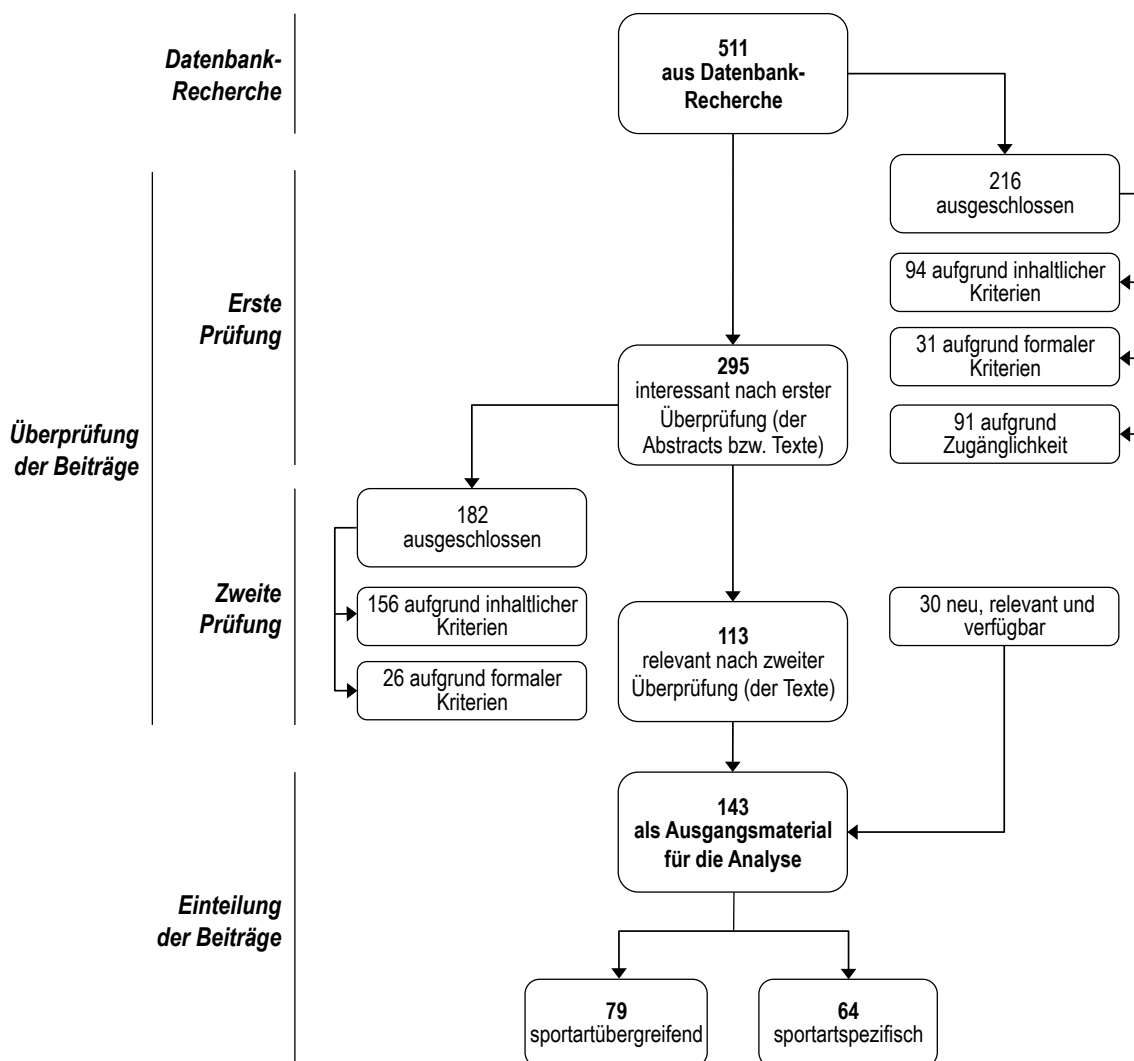 Datenbank-
Recherche
511
aus Datenbank-
Recherche
216
ausgeschlossen
94 aufgrund inhaltlicher
Kriterien
31 aufgrund formaler
Kriterien
91 aufgrund
Zugänglichkeit
Überprüfung
der Beiträge
Erste
Prüfung
295
interessant nach erster
Überprüfung (der
Abstracts bzw. Texte)
Zweite
Prüfung
182
ausgeschlossen
156 aufgrund inhaltlicher
Kriterien
26 aufgrund formaler
Kriterien
113
relevant nach zweiter
Überprüfung (der Texte)
30 neu, relevant und
verfügbar
Einteilung
der Beiträge
143
als Ausgangsmaterial
für die Analyse
79
sportartübergreifend
64
sportartspezifisch